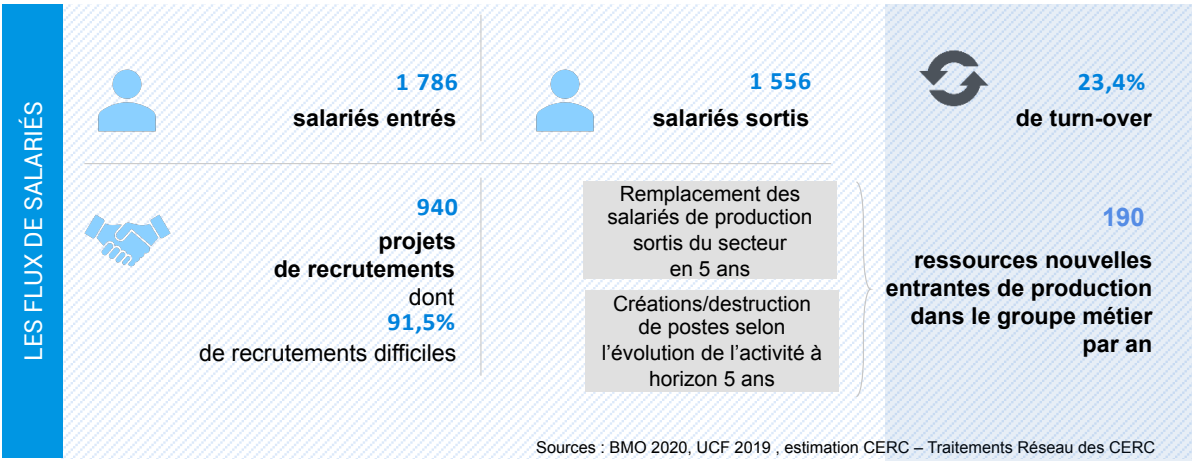 LES FLUX DE SALARIÉS
1 786
salariés entrés
1 556
salariés sortis
23,4%
de turn-over
940
projets
de recrutements
dont
91,5%
de recrutements difficiles
Remplacement des
salariés de production
sortis du secteur
en 5 ans
Créations/destruction
de postes selon
l’évolution de l’activité à
horizon 5 ans
190
ressources nouvelles
entrantes de production
dans le groupe métier
par an
Sources : BMO 2020, UCF 2019 , estimation CERC – Traitements Réseau des CERC